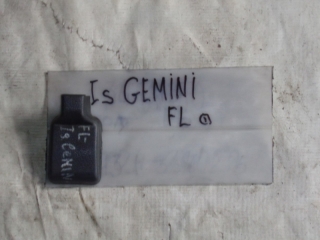 Is GEMINI
FL ⓝ
FL-
Is GEMINI